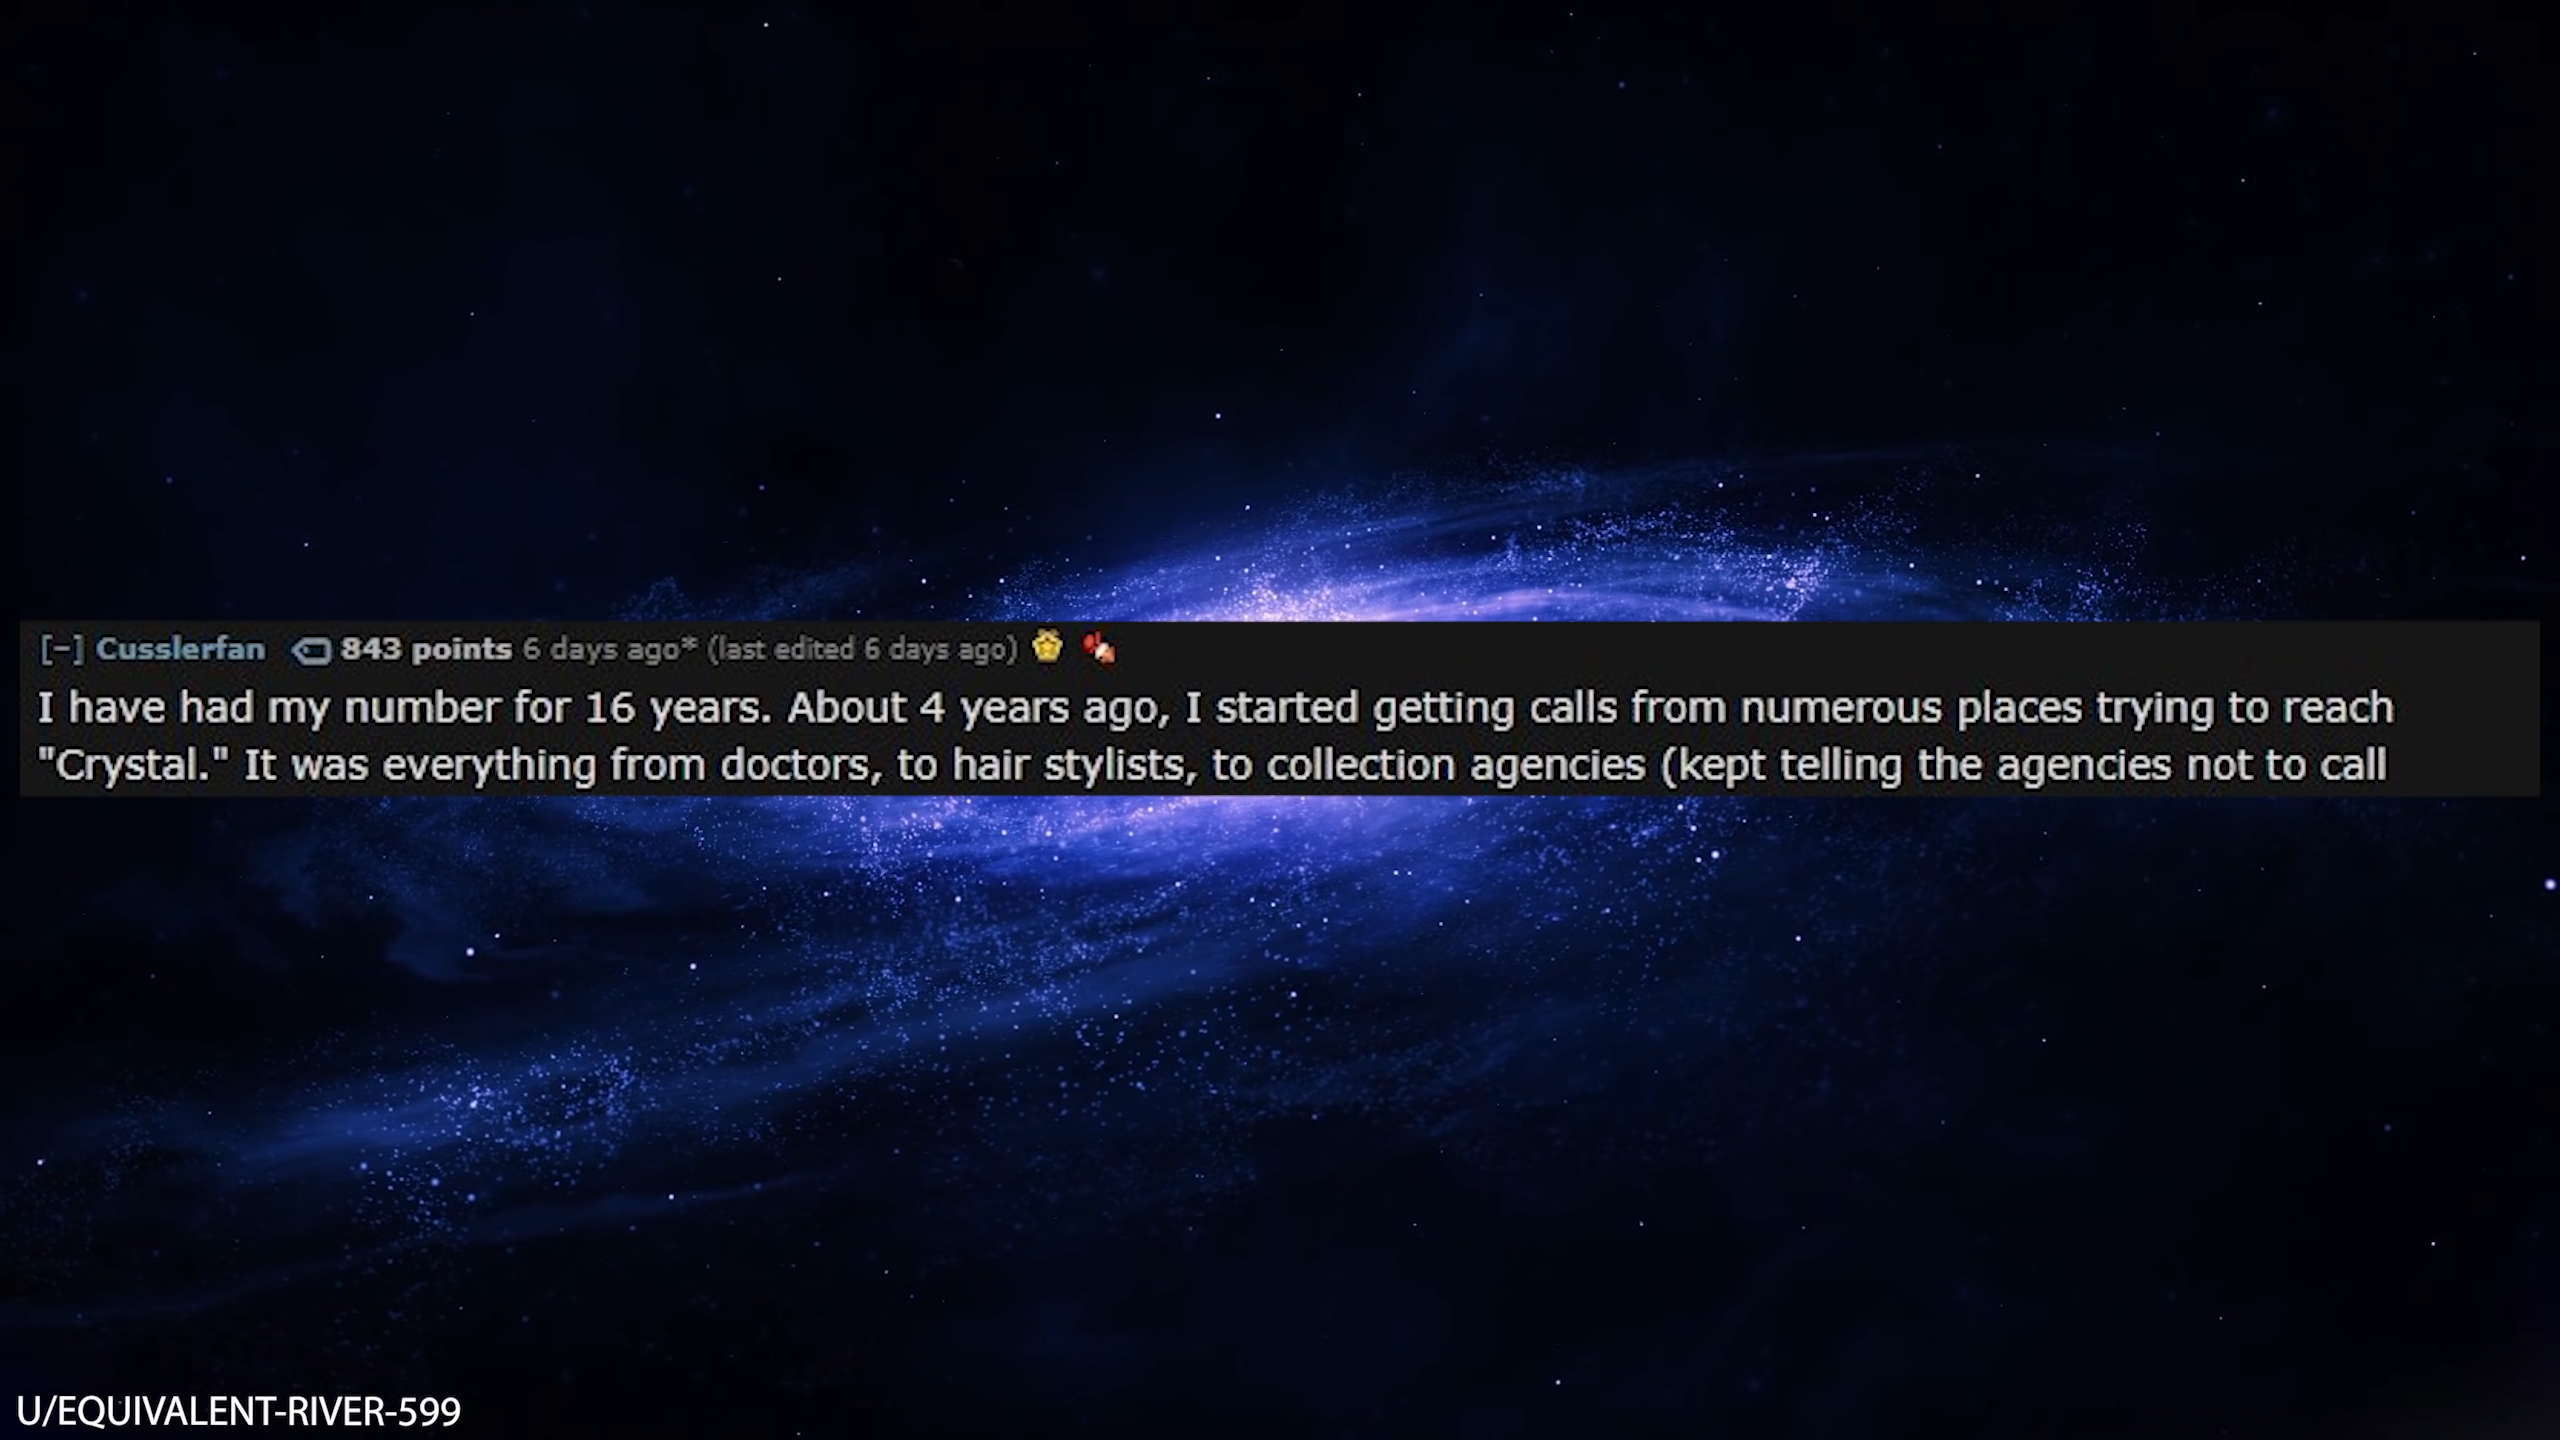 [−] Cusslerfan 843 points 6 days ago* (last edited 6 days ago)
I have had my number for 16 years. About 4 years ago, I started getting calls from numerous places trying to reach
"Crystal." It was everything from doctors, to hair stylists, to collection agencies (kept telling the agencies not to call
U/EQUIVALENT-RIVER-599